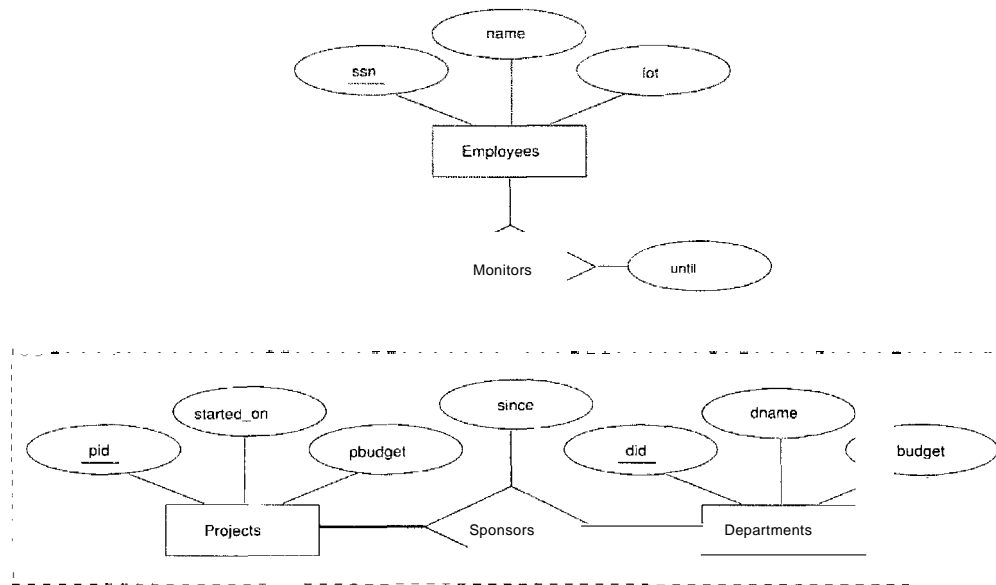 name
ssn
lot
Employees
Monitors
until
since
started_on
dname
pid
pbudget
did
budget
Projects
Sponsors
Departments